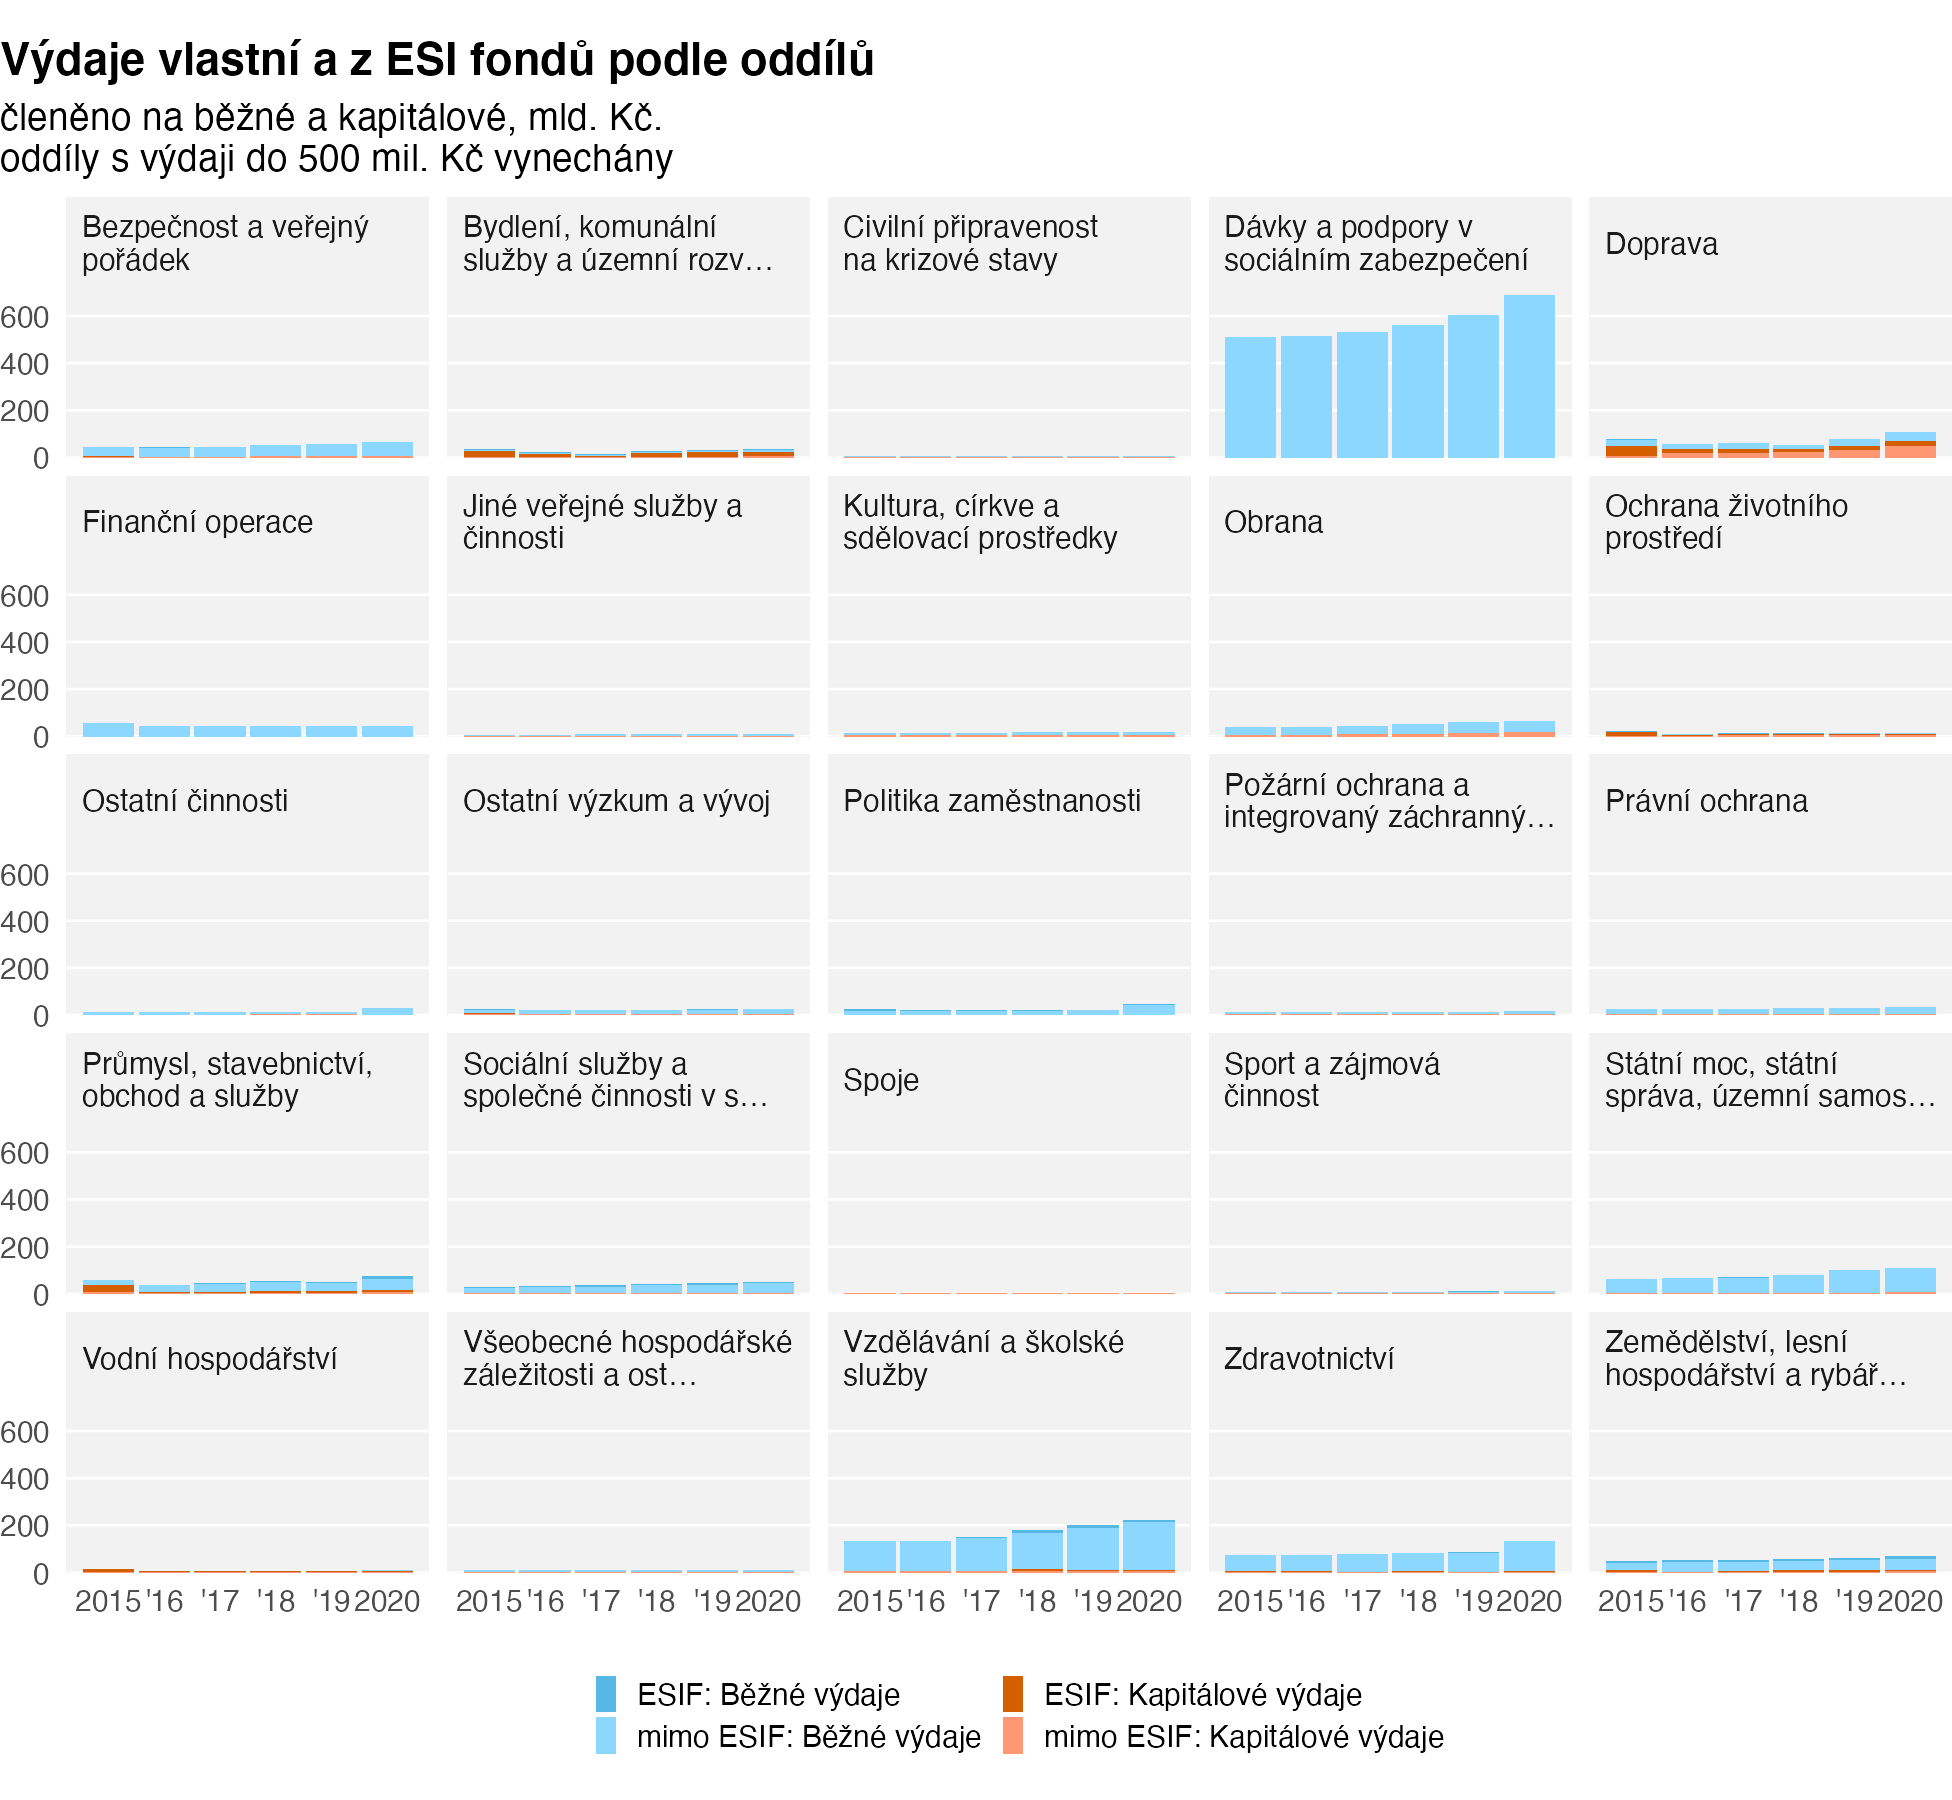 Výdaje vlastní a z ESI fondů podle oddílů
členěno na běžné a kapitálové, mld. Kč.
oddíly s výdaji do 500 mil. Kč vynechány
Bezpečnost a veřejný
pořádek
Bydlení, komunální
služby a územní rozv…
Civilní připravenost
na krizové stavy
Dávky a podpory v
sociálním zabezpečení
Doprava
600
400
200
0
Finanční operace
Jiné veřejné služby a
činnosti
Kultura, církve a
sdělovací prostředky
Obrana
Ochrana životního
prostředí
600
400
200
0
Ostatní činnosti
Ostatní výzkum a vývoj
Politika zaměstnanosti
Požární ochrana a
integrovaný záchranný…
Právní ochrana
600
400
200
0
Průmysl, stavebnictví,
obchod a služby
Sociální služby a
společné činnosti v s…
Spoje
Sport a zájmová
činnost
Státní moc, státní
správa, územní samos…
600
400
200
0
Vodní hospodářství
Všeobecné hospodářské
záležitosti a ost…
Vzdělávání a školské
služby
Zdravotnictví
Zemědělství, lesní
hospodářství a rybář…
600
400
200
0
2015 '16 '17 '18 '19 2020
2015 '16 '17 '18 '19 2020
2015 '16 '17 '18 '19 2020
2015 '16 '17 '18 '19 2020
2015 '16 '17 '18 '19 2020
ESIF: Běžné výdaje
mimo ESIF: Běžné výdaje
ESIF: Kapitálové výdaje
mimo ESIF: Kapitálové výdaje